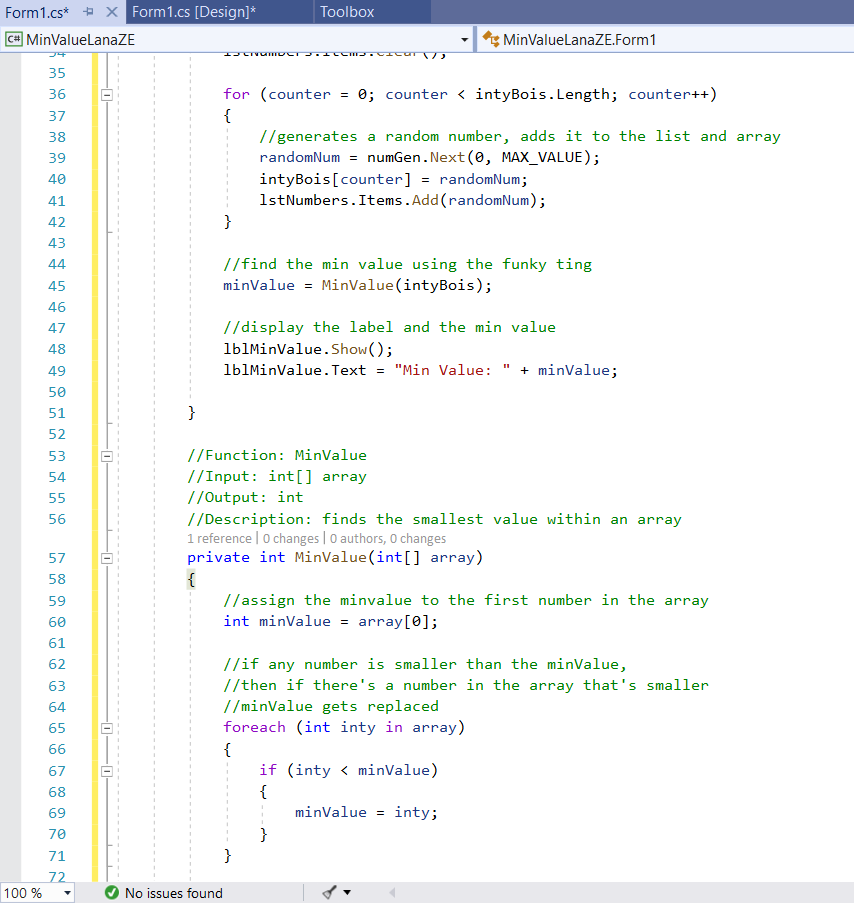 Form1.cs* Form1.cs [Design]* Toolbox
C# MinValueLanaZE MinValueLanaZE.Form1
34 lstNumbers.Items.Clear();
35
36 for (counter = 0; counter < intyBois.Length; counter++)
37 {
38 //generates a random number, adds it to the list and array
39 randomNum = numGen.Next(0, MAX_VALUE);
40 intyBois[counter] = randomNum;
41 lstNumbers.Items.Add(randomNum);
42 }
43
44 //find the min value using the funky ting
45 minValue = MinValue(intyBois);
46
47 //display the label and the min value
48 lblMinValue.Show();
49 lblMinValue.Text = "Min Value: " + minValue;
50
51 }
52
53 //Function: MinValue
54 //Input: int[] array
55 //Output: int
56 //Description: finds the smallest value within an array
1 reference | 0 changes | 0 authors, 0 changes
57 private int MinValue(int[] array)
58 {
59 //assign the minvalue to the first number in the array
60 int minValue = array[0];
61
62 //if any number is smaller than the minValue,
63 //then if there's a number in the array that's smaller
64 //minValue gets replaced
65 foreach (int inty in array)
66 {
67 if (inty < minValue)
68 {
69 minValue = inty;
70 }
71 }
72
100 % No issues found